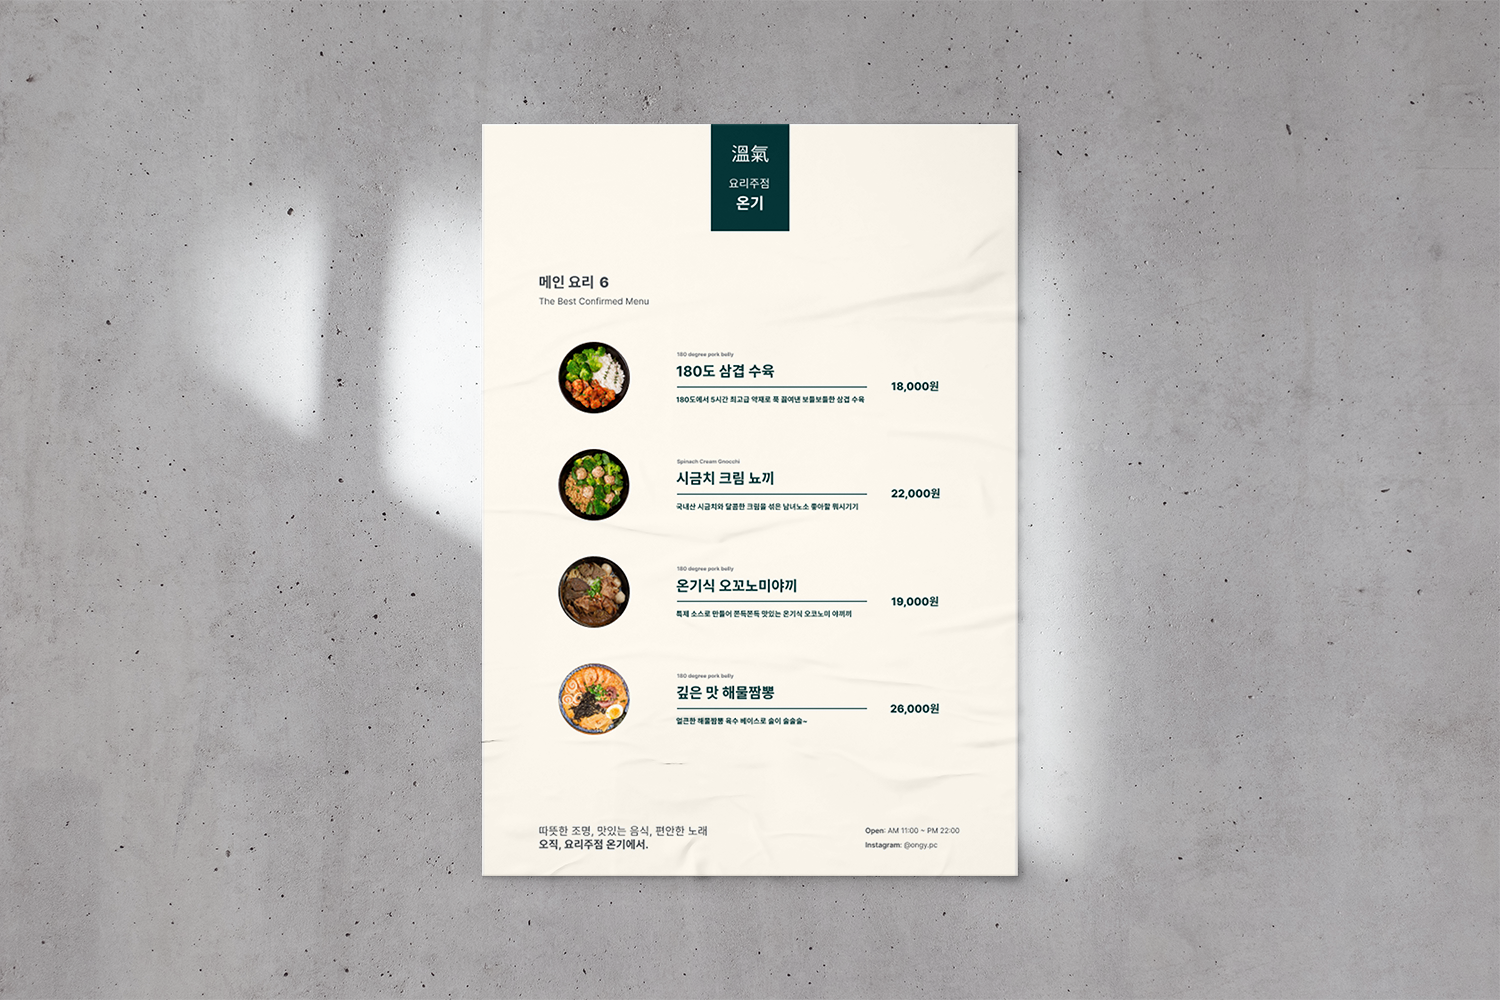 溫氣
요리주점
온기
메인 요리 6
The Best Confirmed Menu
180 degree pork belly
180도 삼겹 수육
180도에서 5시간 최고급 약재로 푹 끓여낸 보들보들한 삼겹 수육
18,000원
Spinach Cream Gnocchi
시금치 크림 뇨끼
국내산 시금치와 달콤한 크림을 섞은 남녀노소 좋아할 뭐시기기
22,000원
180 degree pork belly
온기식 오꼬노미야끼
특제 소스로 만들어 쫀득쫀득 맛있는 온기식 오코노미 야끼끼
19,000원
180 degree pork belly
깊은 맛 해물짬뽕
얼큰한 해물짬뽕 육수 베이스로 술이 술술술~
26,000원
따뜻한 조명, 맛있는 음식, 편안한 노래
오직, 요리주점 온기에서.
Open: AM 11:00 ~ PM 22:00
Instagram: @ongy.pc